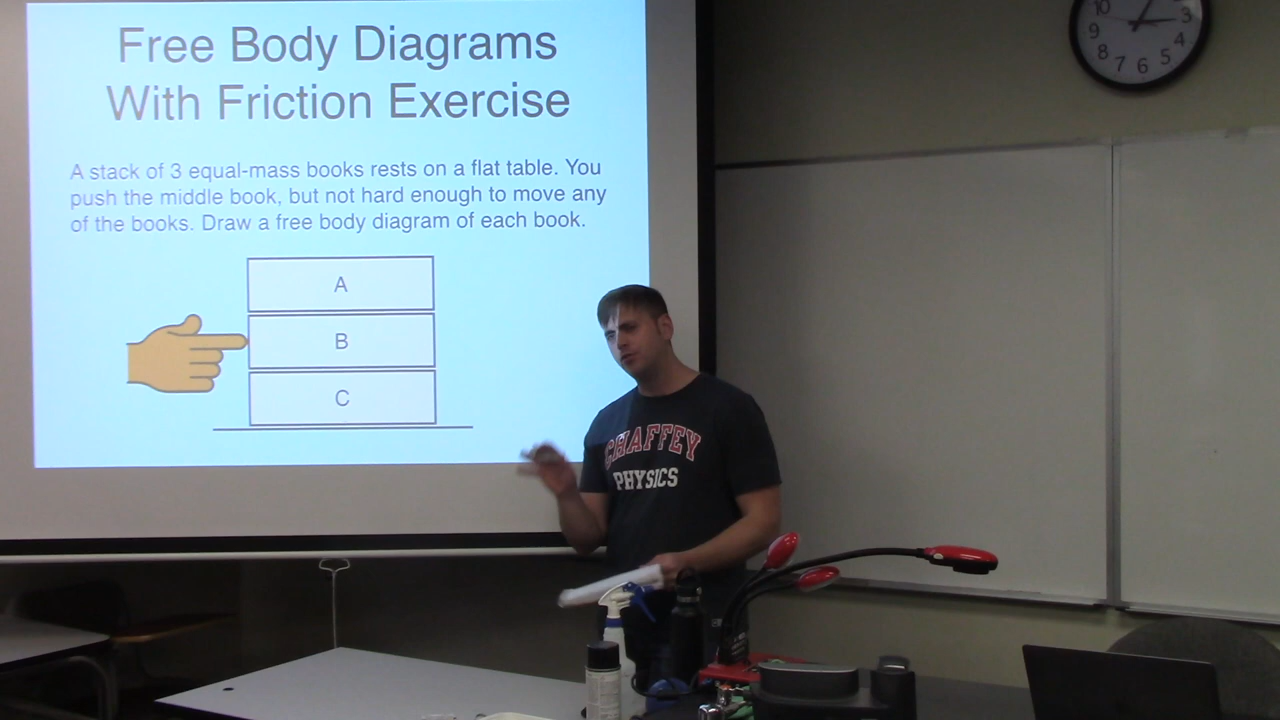 Free Body Diagrams
With Friction Exercise
A stack of 3 equal-mass books rests on a flat table. You
push the middle book, but not hard enough to move any
of the books. Draw a free body diagram of each book.
A
B
C
CHAFFEY
PHYSICS
10
9
8
7
6
5
4
3